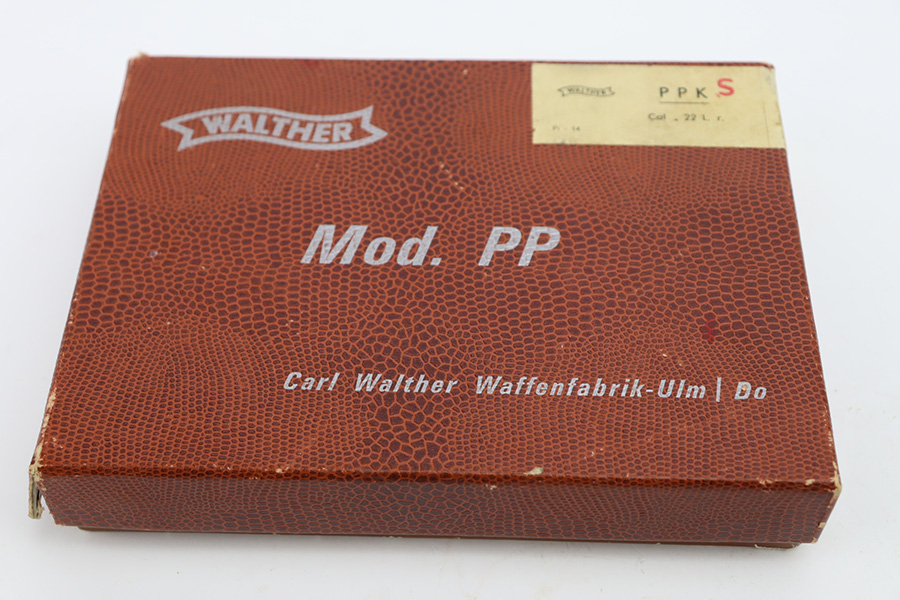 WALTHER
WALTHER
PPK S
Cal . 22 l. r.
Mod. PP
Carl Walther Waffenfabrik-Ulm | Do